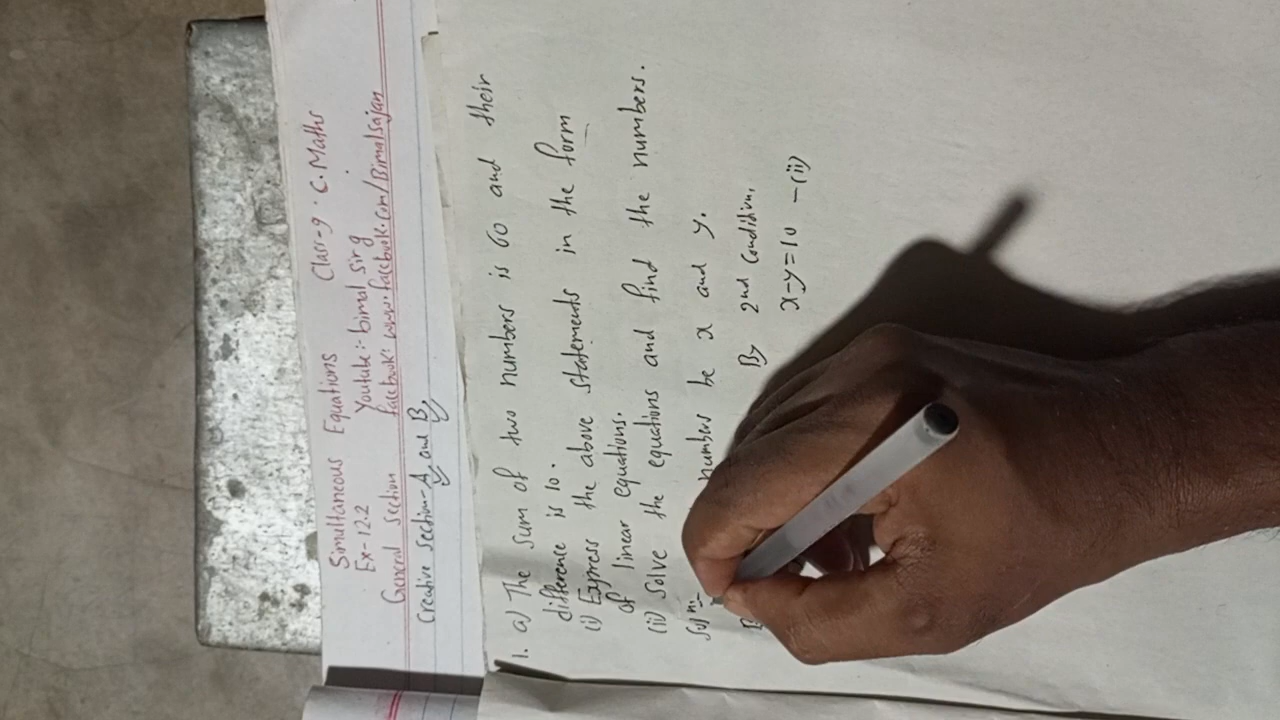 Simultaneous Equations Class-9. C.Maths
Ex-12.2 Youtube:- bimal sir g
General section facebook: www.facebook.com/Bimalsajan
Creative section-A and B
1. a) The sum of two numbers is 60 and their
difference is 10.
(i) Express the above statements in the form
of linear equations.
(ii) Solve the equations and find the numbers.
Solⁿ:- numbers be x and y.
By 2nd condition,
x-y=10 -(ii)